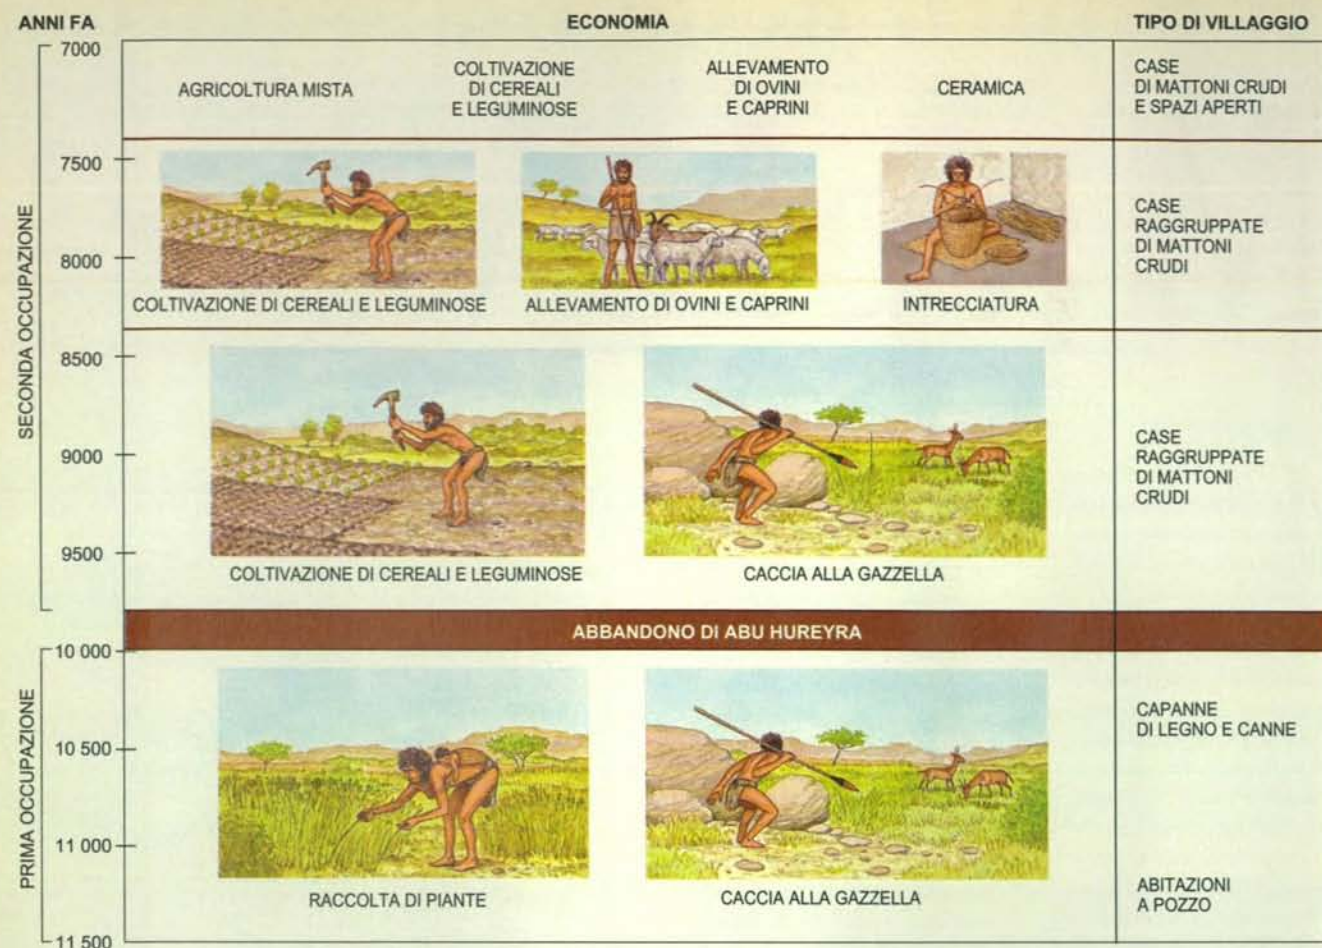 ANNI FA
ECONOMIA
TIPO DI VILLAGGIO
7000
AGRICOLTURA MISTA
COLTIVAZIONE
DI CEREALI
E LEGUMINOSE
ALLEVAMENTO
DI OVINI
E CAPRINI
CERAMICA
CASE
DI MATTONI CRUDI
E SPAZI APERTI
SECONDA OCCUPAZIONE
7500
8000
COLTIVAZIONE DI CEREALI E LEGUMINOSE
ALLEVAMENTO DI OVINI E CAPRINI
INTRECCIATURA
CASE
RAGGRUPPATE
DI MATTONI
CRUDI
8500
9000
9500
COLTIVAZIONE DI CEREALI E LEGUMINOSE
CACCIA ALLA GAZZELLA
CASE
RAGGRUPPATE
DI MATTONI
CRUDI
ABBANDONO DI ABU HUREYRA
10 000
PRIMA OCCUPAZIONE
10 500
11 000
RACCOLTA DI PIANTE
CACCIA ALLA GAZZELLA
CAPANNE
DI LEGNO E CANNE
ABITAZIONI
A POZZO
11 500